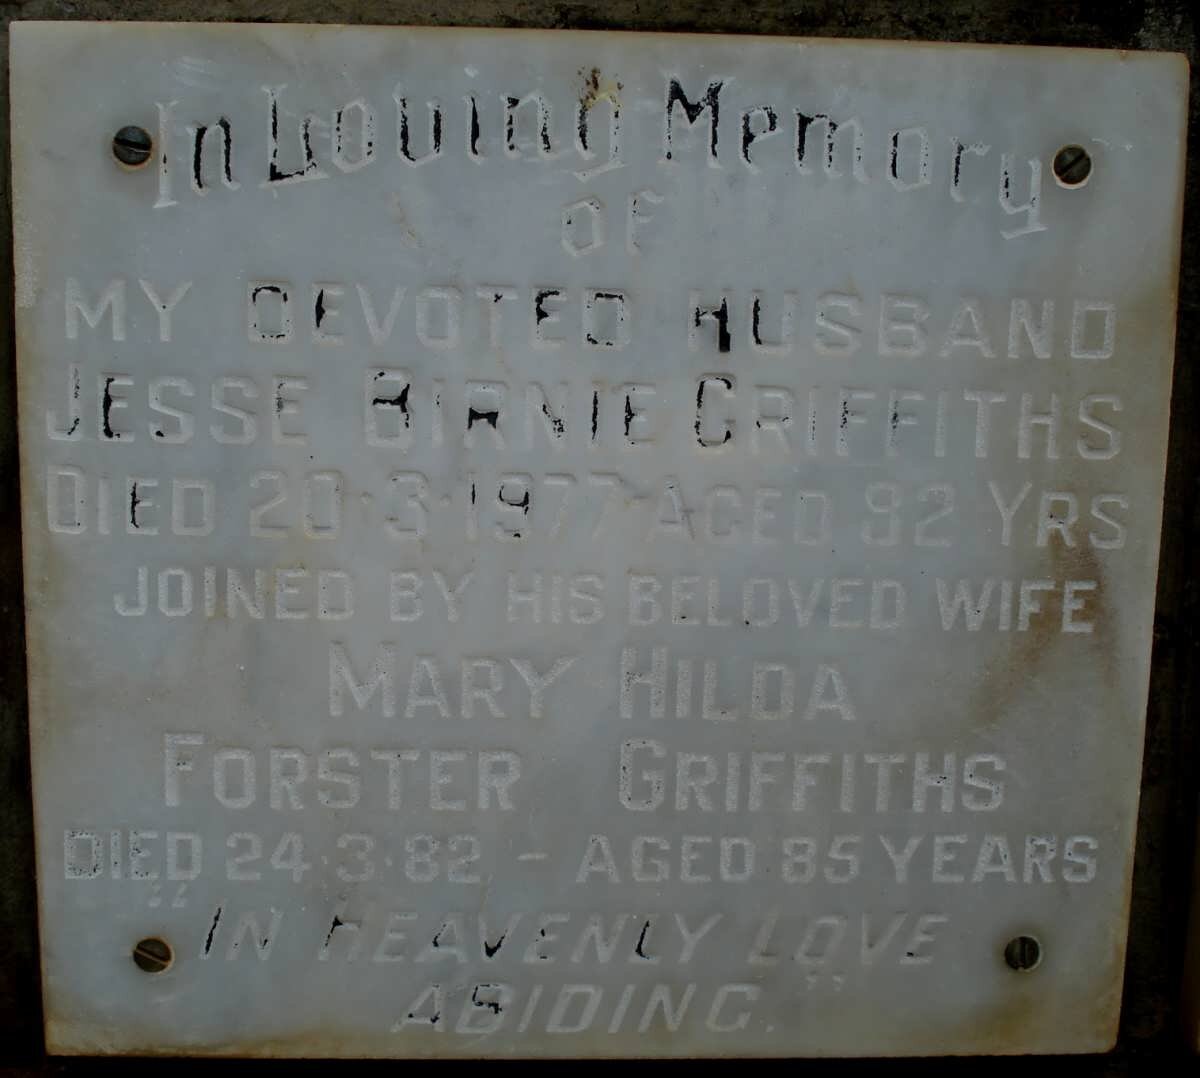 In Loving Memory
of
MY DEVOTED HUSBAND
JESSE BIRNIE GRIFFITHS
DIED 20·3·1977 AGED 92 YRS
JOINED BY HIS BELOVED WIFE
MARY HILDA
FORSTER GRIFFITHS
DIED 24·3·82 - AGED 85 YEARS
"IN HEAVENLY LOVE
ABIDING."